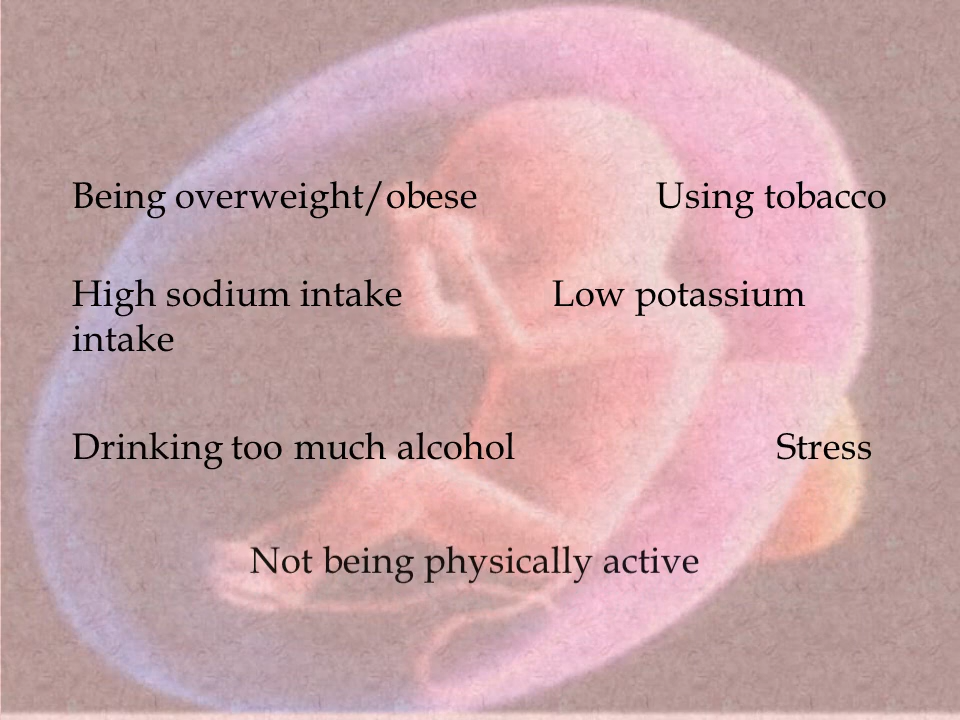 Being overweight/obese Using tobacco
High sodium intake Low potassium
intake
Drinking too much alcohol Stress
Not being physically active